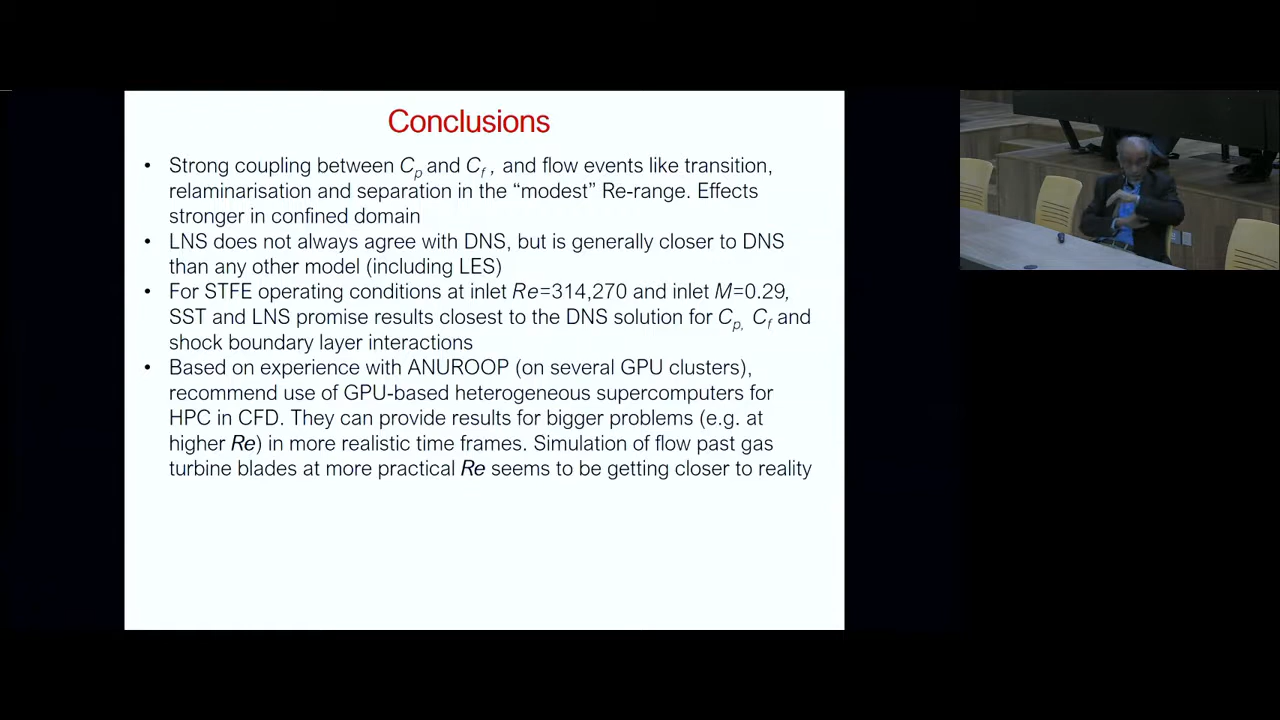 Conclusions
• Strong coupling between Cp and Cf , and flow events like transition,
relaminarisation and separation in the “modest” Re-range. Effects
stronger in confined domain
• LNS does not always agree with DNS, but is generally closer to DNS
than any other model (including LES)
• For STFE operating conditions at inlet Re=314,270 and inlet M=0.29,
SST and LNS promise results closest to the DNS solution for Cp, Cf and
shock boundary layer interactions
• Based on experience with ANUROOP (on several GPU clusters),
recommend use of GPU-based heterogeneous supercomputers for
HPC in CFD. They can provide results for bigger problems (e.g. at
higher Re) in more realistic time frames. Simulation of flow past gas
turbine blades at more practical Re seems to be getting closer to reality